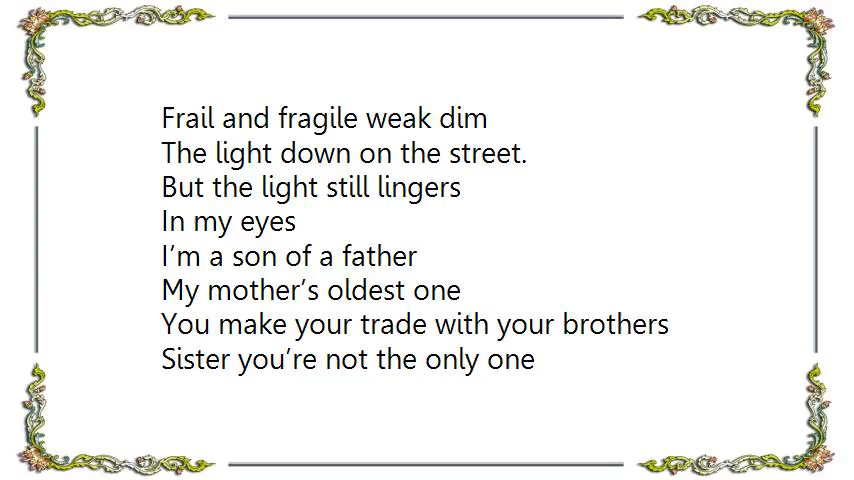 Frail and fragile weak dim
The light down on the street.
But the light still lingers
In my eyes
I’m a son of a father
My mother’s oldest one
You make your trade with your brothers
Sister you’re not the only one